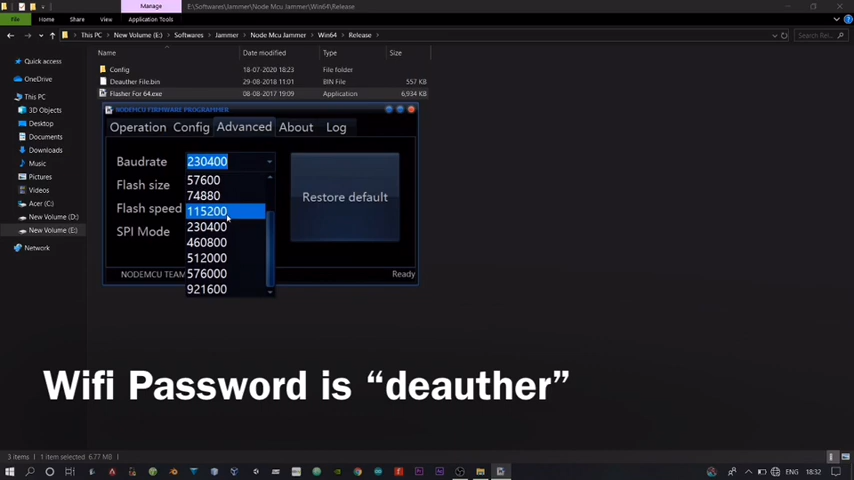 Manage
E:\Softwares\Jammer\Node Mcu Jammer\Win64\Release
File
Home
Share
View
Application Tools
This PC
New Volume (E:)
Softwares
Jammer
Node Mcu Jammer
Win64
Release
Search Rel...
Name
Date modified
Type
Size
Quick access
OneDrive
This PC
3D Objects
Desktop
Documents
Downloads
Music
Pictures
Videos
Acer (C:)
New Volume (D:)
New Volume (E:)
Network
Config
18-07-2020 18:23
File folder
Deauther File.bin
29-08-2018 11:01
BIN File
557 KB
Flasher For 64.exe
08-08-2017 19:09
Application
6,934 KB
NODEMCU FIRMWARE PROGRAMMER
Operation
Config
Advanced
About
Log
Baudrate
230400
Flash size
Flash speed
SPI Mode
57600
74880
115200
230400
460800
512000
576000
921600
Restore default
NODEMCU TEAM
Ready
Wifi Password is “deauther”
3 items
1 item selected 6.77 MB
ENG
18:32